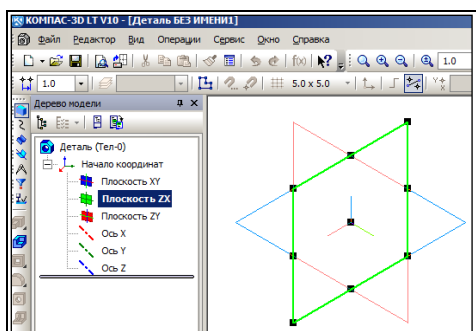 КОМПАС-3D LT V10 - [Деталь БЕЗ ИМЕНИ1]
Файл Редактор Вид Операции Сервис Окно Справка
f(x) 1.0
1.0 5.0 x 5.0
Дерево модели
Деталь (Тел-0)
Начало координат
Плоскость XY
Плоскость ZX
Плоскость ZY
Ось X
Ось Y
Ось Z